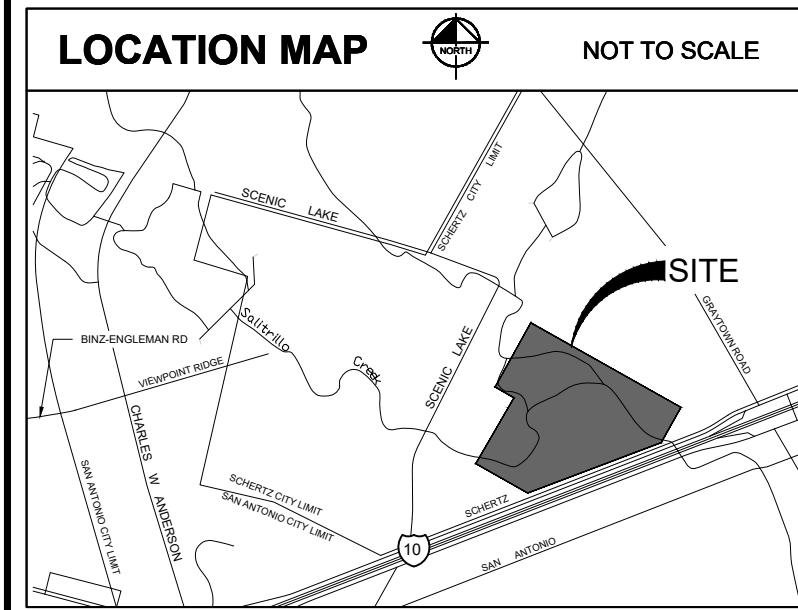 LOCATION MAP
NORTH
NOT TO SCALE
SCENIC LAKE
SCHERTZ CITY LIMIT
SITE
GRAYTOWN ROAD
Salitrillo
Creek
BINZ-ENGLEMAN RD
VIEWPOINT RIDGE
SCENIC LAKE
CHARLES W ANDERSON
SAN ANTONIO CITY LIMIT
SCHERTZ CITY LIMIT
SAN ANTONIO CITY LIMIT
SCHERTZ
10
SAN ANTONIO